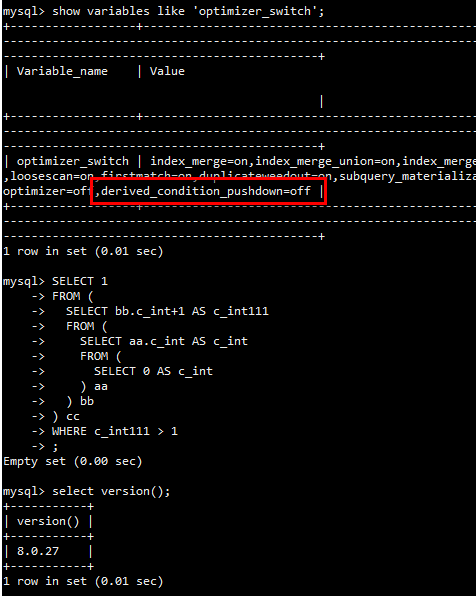 mysql> show variables like 'optimizer_switch';
+-----------------+-------------------------------------------
--------------------------------------------------------------
------------------------------------------+
| Variable_name   | Value
|
+-----------------+-------------------------------------------
--------------------------------------------------------------
------------------------------------------+
| optimizer_switch | index_merge=on,index_merge_union=on,index_merge
,loosescan=on,firstmatch=on,duplicateweedout=on,subquery_materializa
optimizer=off,derived_condition_pushdown=off |
+-----------------+-------------------------------------------
--------------------------------------------------------------
------------------------------------------+
1 row in set (0.01 sec)
mysql> SELECT 1
    -> FROM (
    ->   SELECT bb.c_int+1 AS c_int111
    ->   FROM (
    ->     SELECT aa.c_int AS c_int
    ->     FROM (
    ->       SELECT 0 AS c_int
    ->     ) aa
    ->   ) bb
    -> ) cc
    -> WHERE c_int111 > 1
    -> ;
Empty set (0.00 sec)
mysql> select version();
+-----------+
| version() |
+-----------+
| 8.0.27    |
+-----------+
1 row in set (0.01 sec)